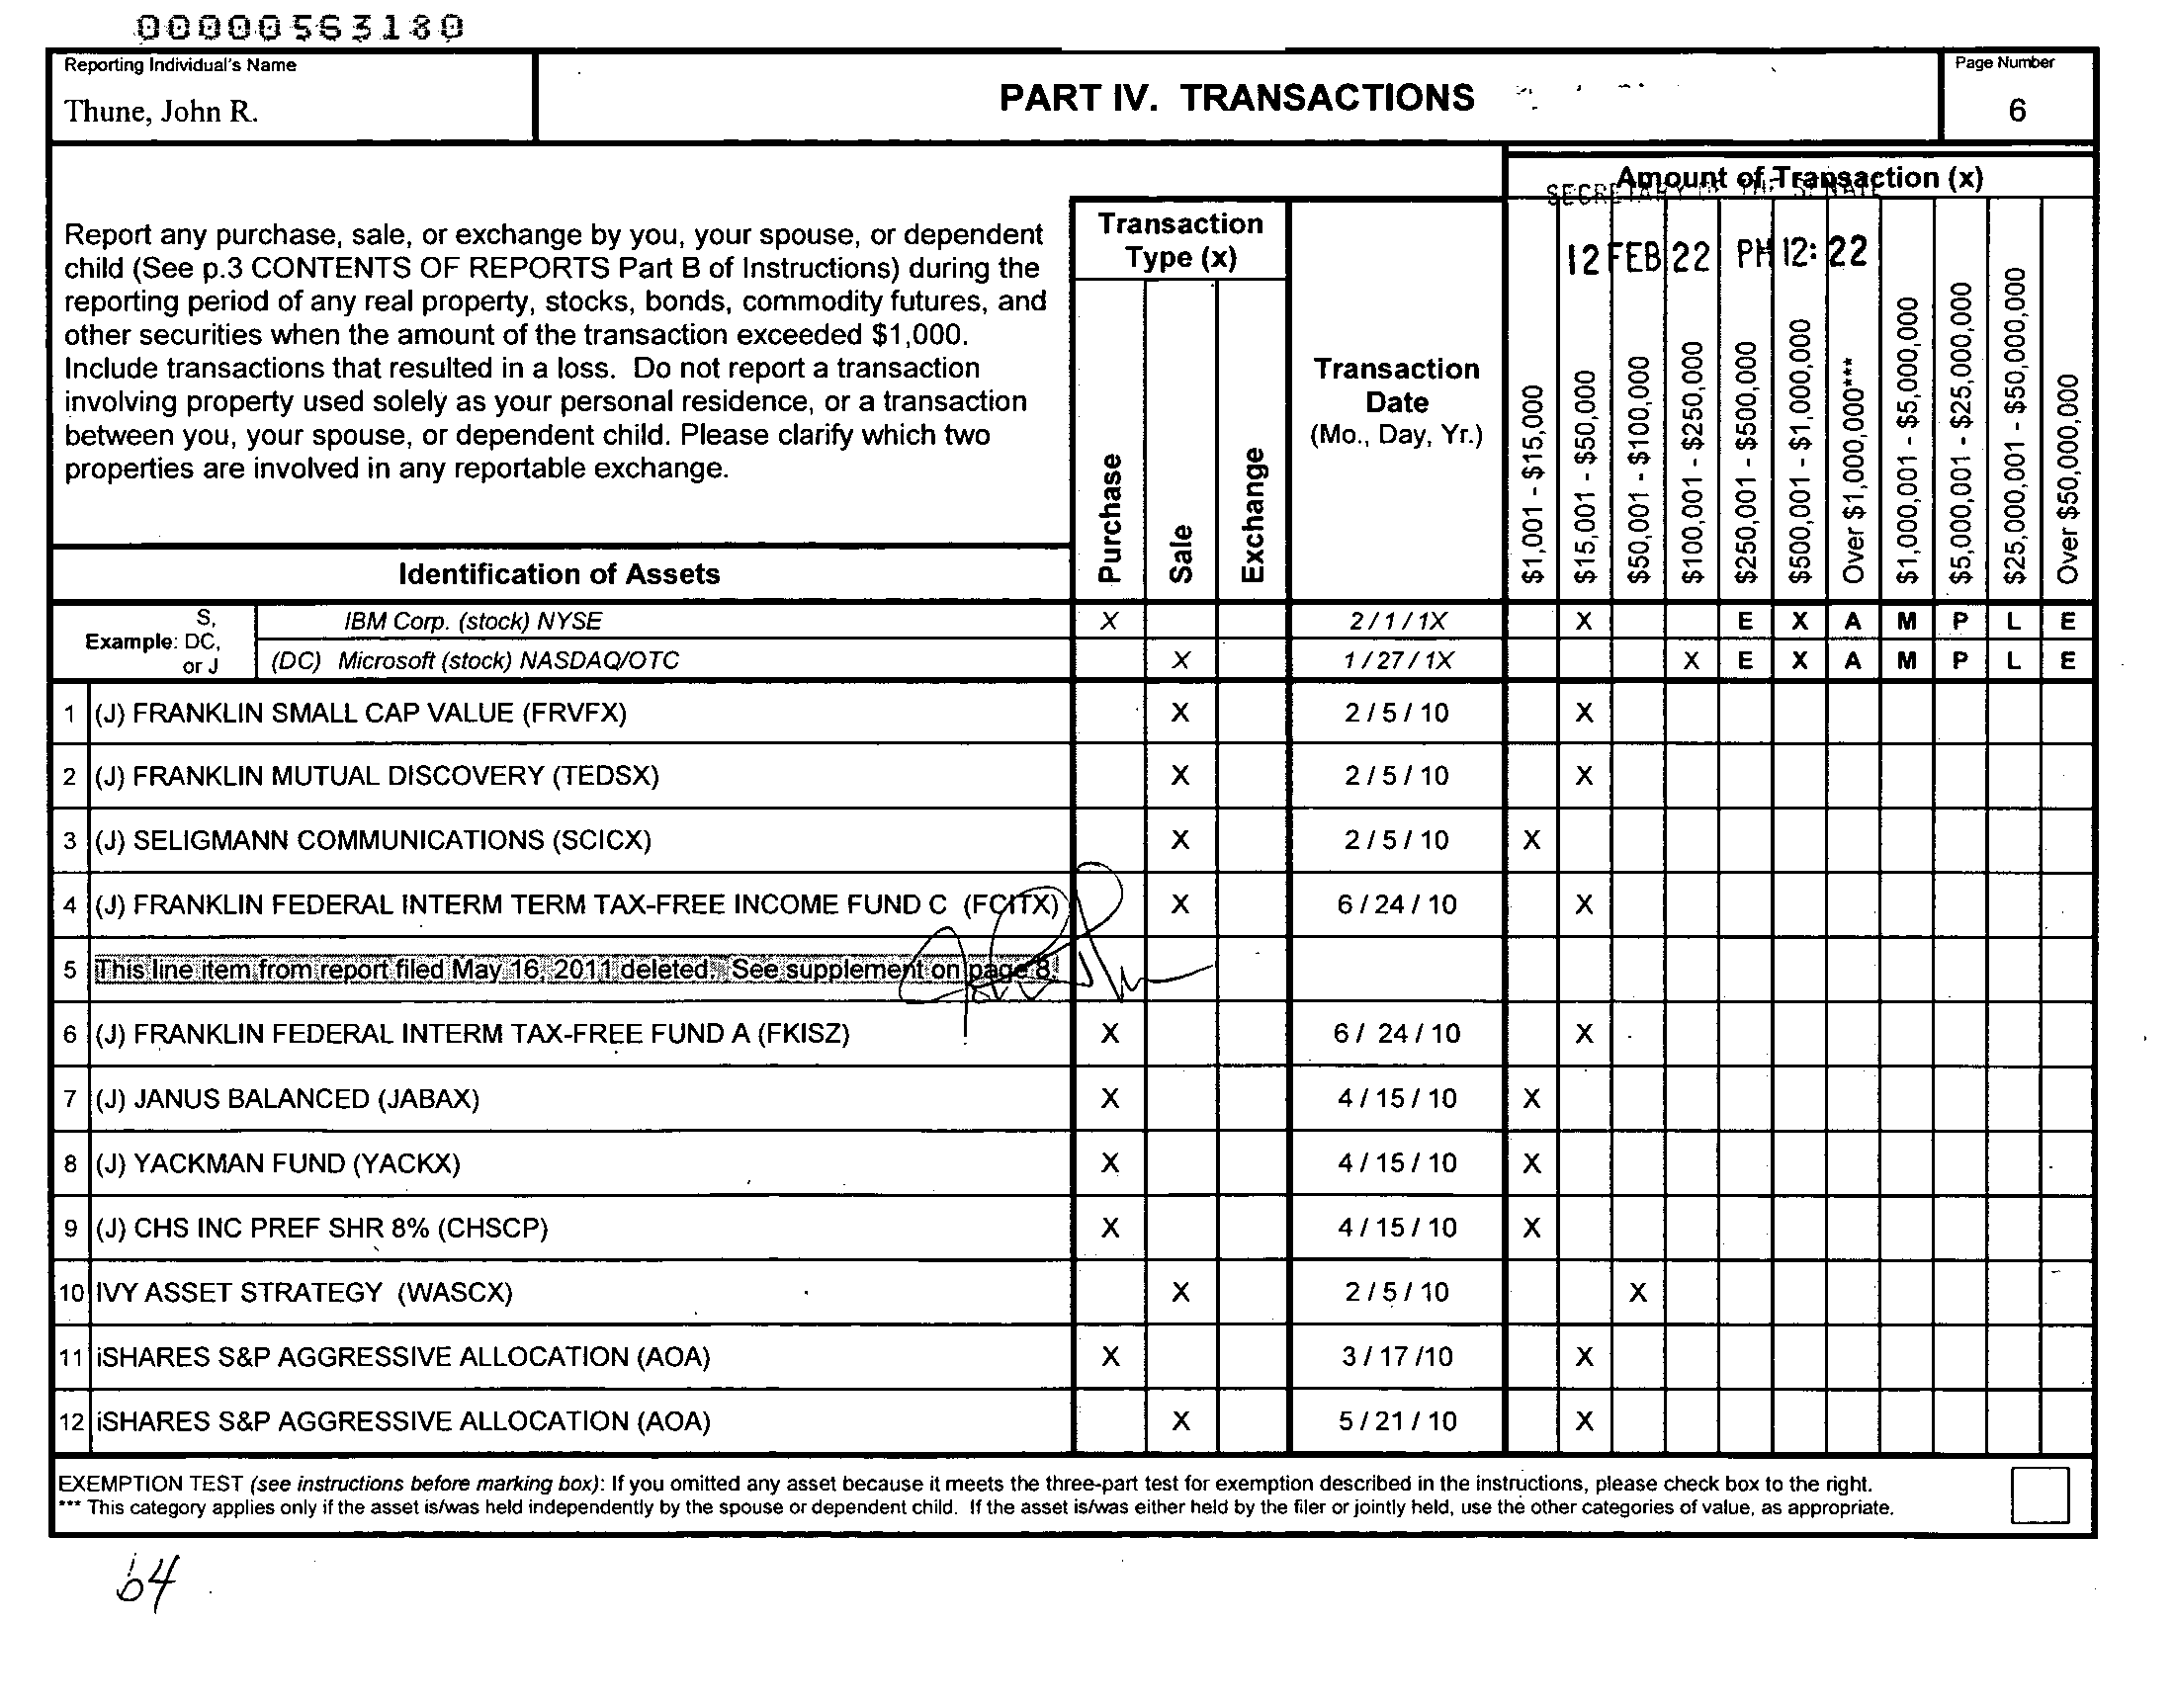 00000563180
Reporting Individual's Name
Thune, John R.
PART IV. TRANSACTIONS
Page Number
6
Report any purchase, sale, or exchange by you, your spouse, or dependent
child (See p.3 CONTENTS OF REPORTS Part B of Instructions) during the
reporting period of any real property, stocks, bonds, commodity futures, and
other securities when the amount of the transaction exceeded $1,000.
Include transactions that resulted in a loss. Do not report a transaction
involving property used solely as your personal residence, or a transaction
between you, your spouse, or dependent child. Please clarify which two
properties are involved in any reportable exchange.
Identification of Assets
Transaction
Type (x)
Purchase
Sale
Exchange
Transaction
Date
(Mo., Day, Yr.)
Amount of Transaction (x)
SECRETARY OF THE SENATE
12 FEB 22 PM 12:22
$1,001 - $15,000
$15,001 - $50,000
$50,001 - $100,000
$100,001 - $250,000
$250,001 - $500,000
$500,001 - $1,000,000
Over $1,000,000***
$1,000,001 - $5,000,000
$5,000,001 - $25,000,000
$25,000,001 - $50,000,000
Over $50,000,000
Example: S, DC, or J
IBM Corp. (stock) NYSE X 2 / 1 / 1X X E X A M P L E
(DC) Microsoft (stock) NASDAQ/OTC X 1 / 27 / 1X X E X A M P L E
1 (J) FRANKLIN SMALL CAP VALUE (FRVFX) X 2 / 5 / 10 X
2 (J) FRANKLIN MUTUAL DISCOVERY (TEDSX) X 2 / 5 / 10 X
3 (J) SELIGMANN COMMUNICATIONS (SCICX) X 2 / 5 / 10 X
4 (J) FRANKLIN FEDERAL INTERM TERM TAX-FREE INCOME FUND C (FCITX) X 6 / 24 / 10 X
5 This line item from report filed May 16, 2011 deleted. See supplement on page 8.
6 (J) FRANKLIN FEDERAL INTERM TAX-FREE FUND A (FKISZ) X 6 / 24 / 10 X
7 (J) JANUS BALANCED (JABAX) X 4 / 15 / 10 X
8 (J) YACKMAN FUND (YACKX) X 4 / 15 / 10 X
9 (J) CHS INC PREF SHR 8% (CHSCP) X 4 / 15 / 10 X
10 IVY ASSET STRATEGY (WASCX) X 2 / 5 / 10 X
11 iSHARES S&P AGGRESSIVE ALLOCATION (AOA) X 3 / 17 /10 X
12 iSHARES S&P AGGRESSIVE ALLOCATION (AOA) X 5 / 21 / 10 X
EXEMPTION TEST (see instructions before marking box): If you omitted any asset because it meets the three-part test for exemption described in the instructions, please check box to the right.
*** This category applies only if the asset is/was held independently by the spouse or dependent child. If the asset is/was either held by the filer or jointly held, use the other categories of value, as appropriate.
64